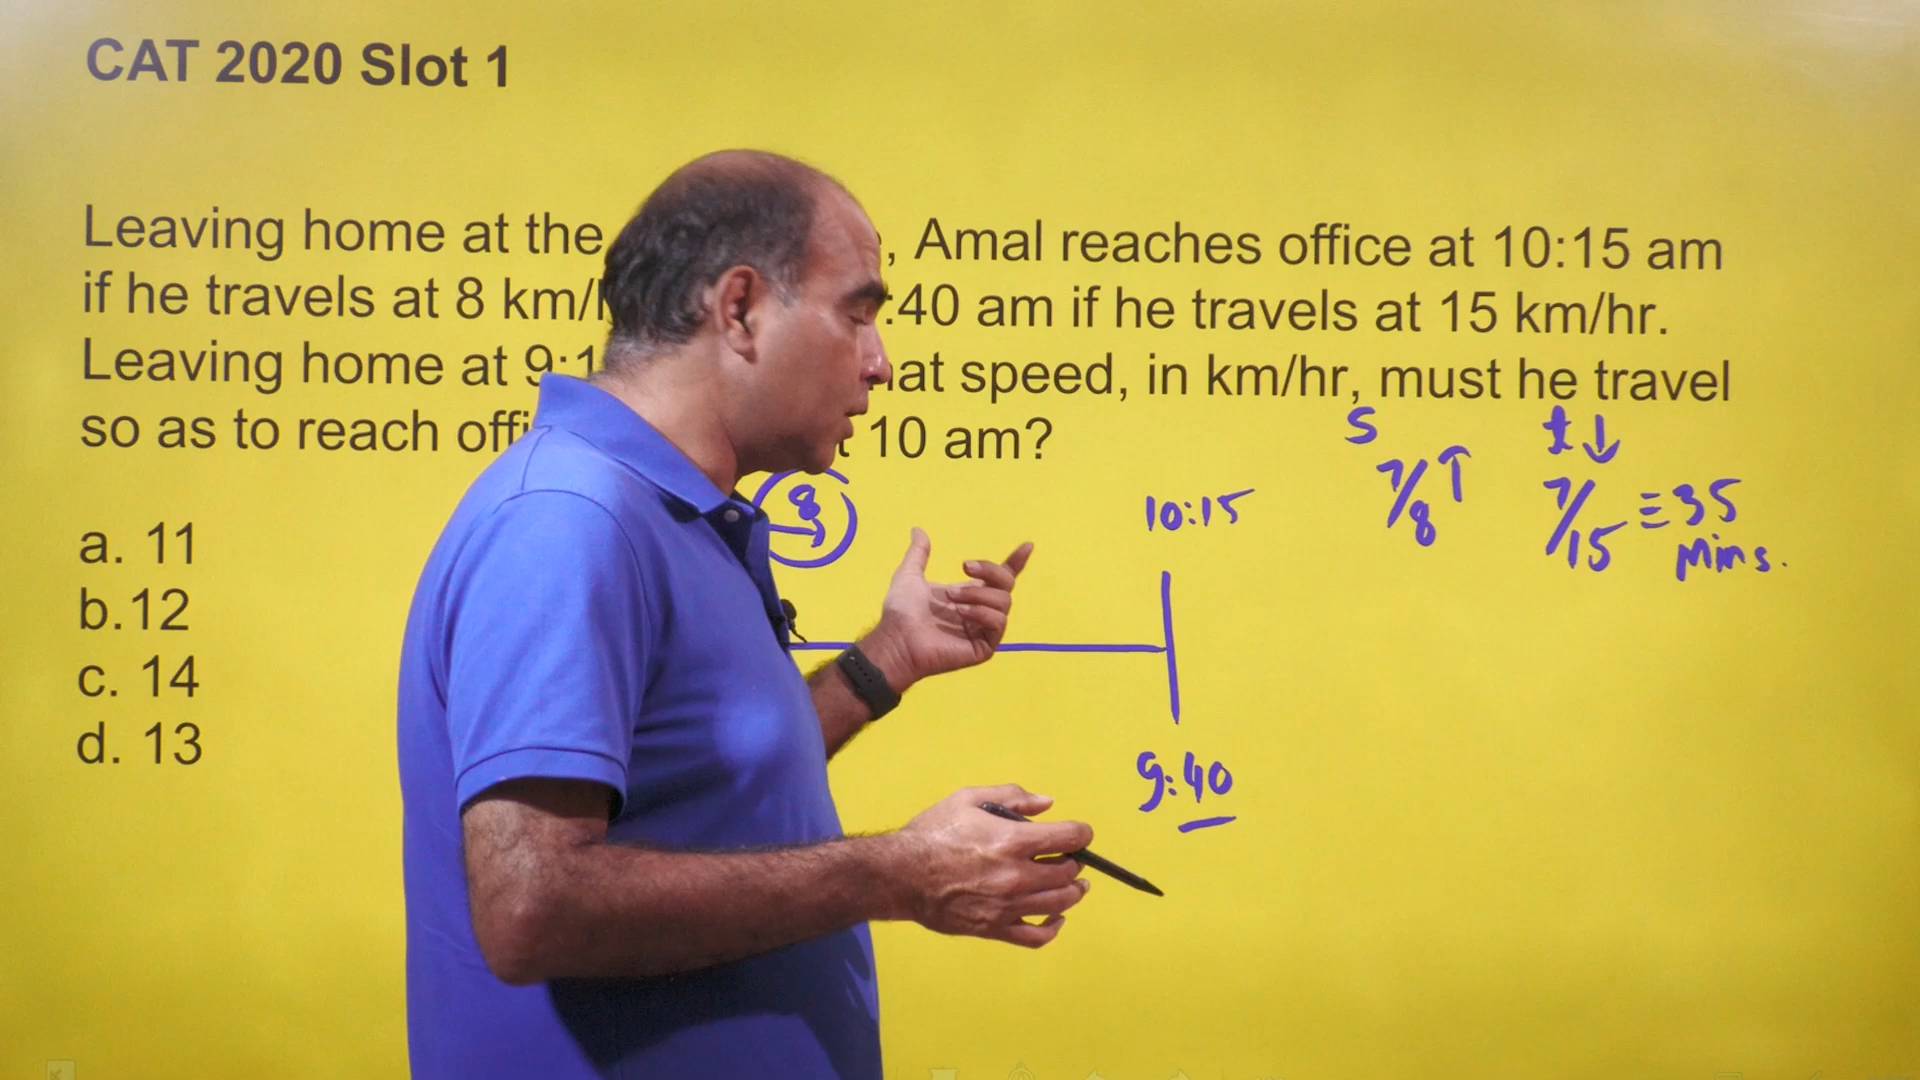 CAT 2020 Slot 1
Leaving home at the , Amal reaches office at 10:15 am
if he travels at 8 km/ :40 am if he travels at 15 km/hr.
Leaving home at 9:1 at speed, in km/hr, must he travel
so as to reach offi 10 am?
a. 11
b.12
c. 14
d. 13
8
10:15
9:40
S t↓
7/8↑ 7/15 ≡ 35
mins.